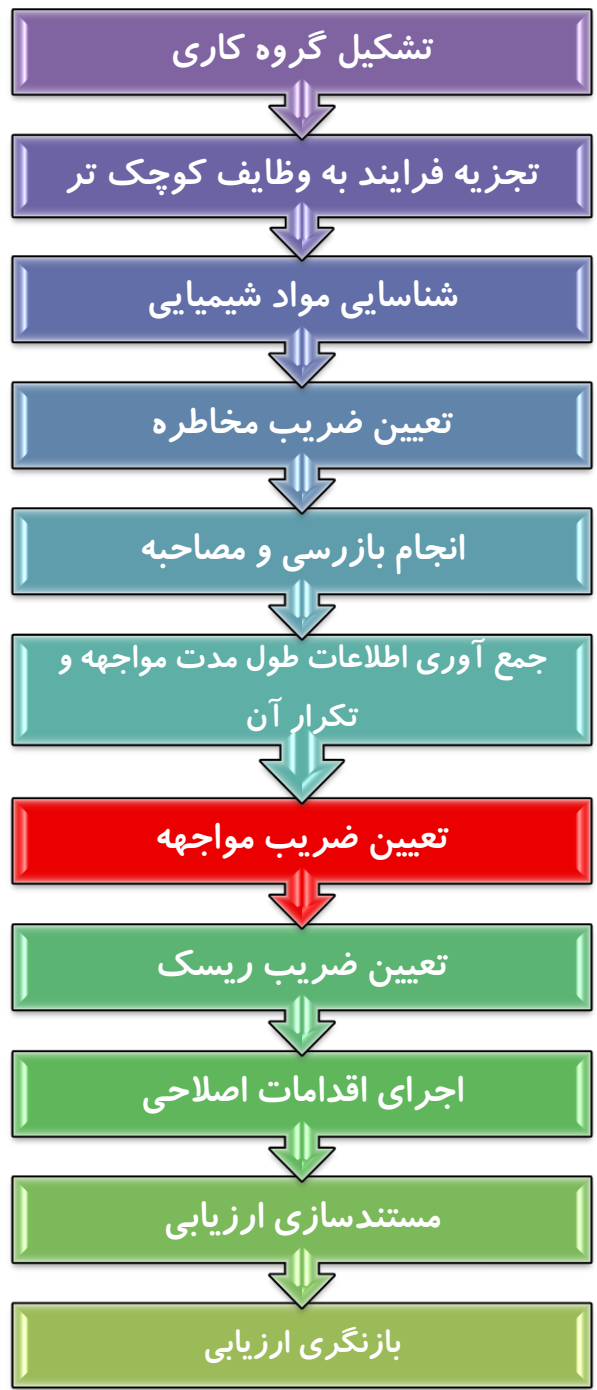 تشکیل گروه کاری
تجزیه فرایند به وظایف کوچک تر
شناسایی مواد شیمیایی
تعیین ضریب مخاطره
انجام بازرسی و مصاحبه
جمع آوری اطلاعات طول مدت مواجهه و
تکرار آن
تعیین ضریب مواجهه
تعیین ضریب ریسک
اجرای اقدامات اصلاحی
مستندسازی ارزیابی
بازنگری ارزیابی